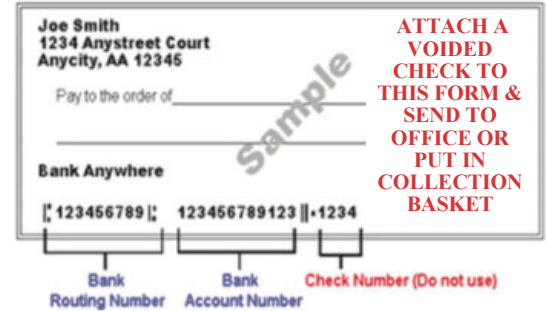 Joe Smith
1234 Anystreet Court
Anycity, AA 12345
ATTACH A
VOIDED
CHECK TO
THIS FORM &
SEND TO
OFFICE OR
PUT IN
COLLECTION
BASKET
Pay to the order of
Sample
Bank Anywhere
⑆123456789⑆ 123456789123⑈1234
Bank
Routing Number
Bank
Account Number
Check Number (Do not use)